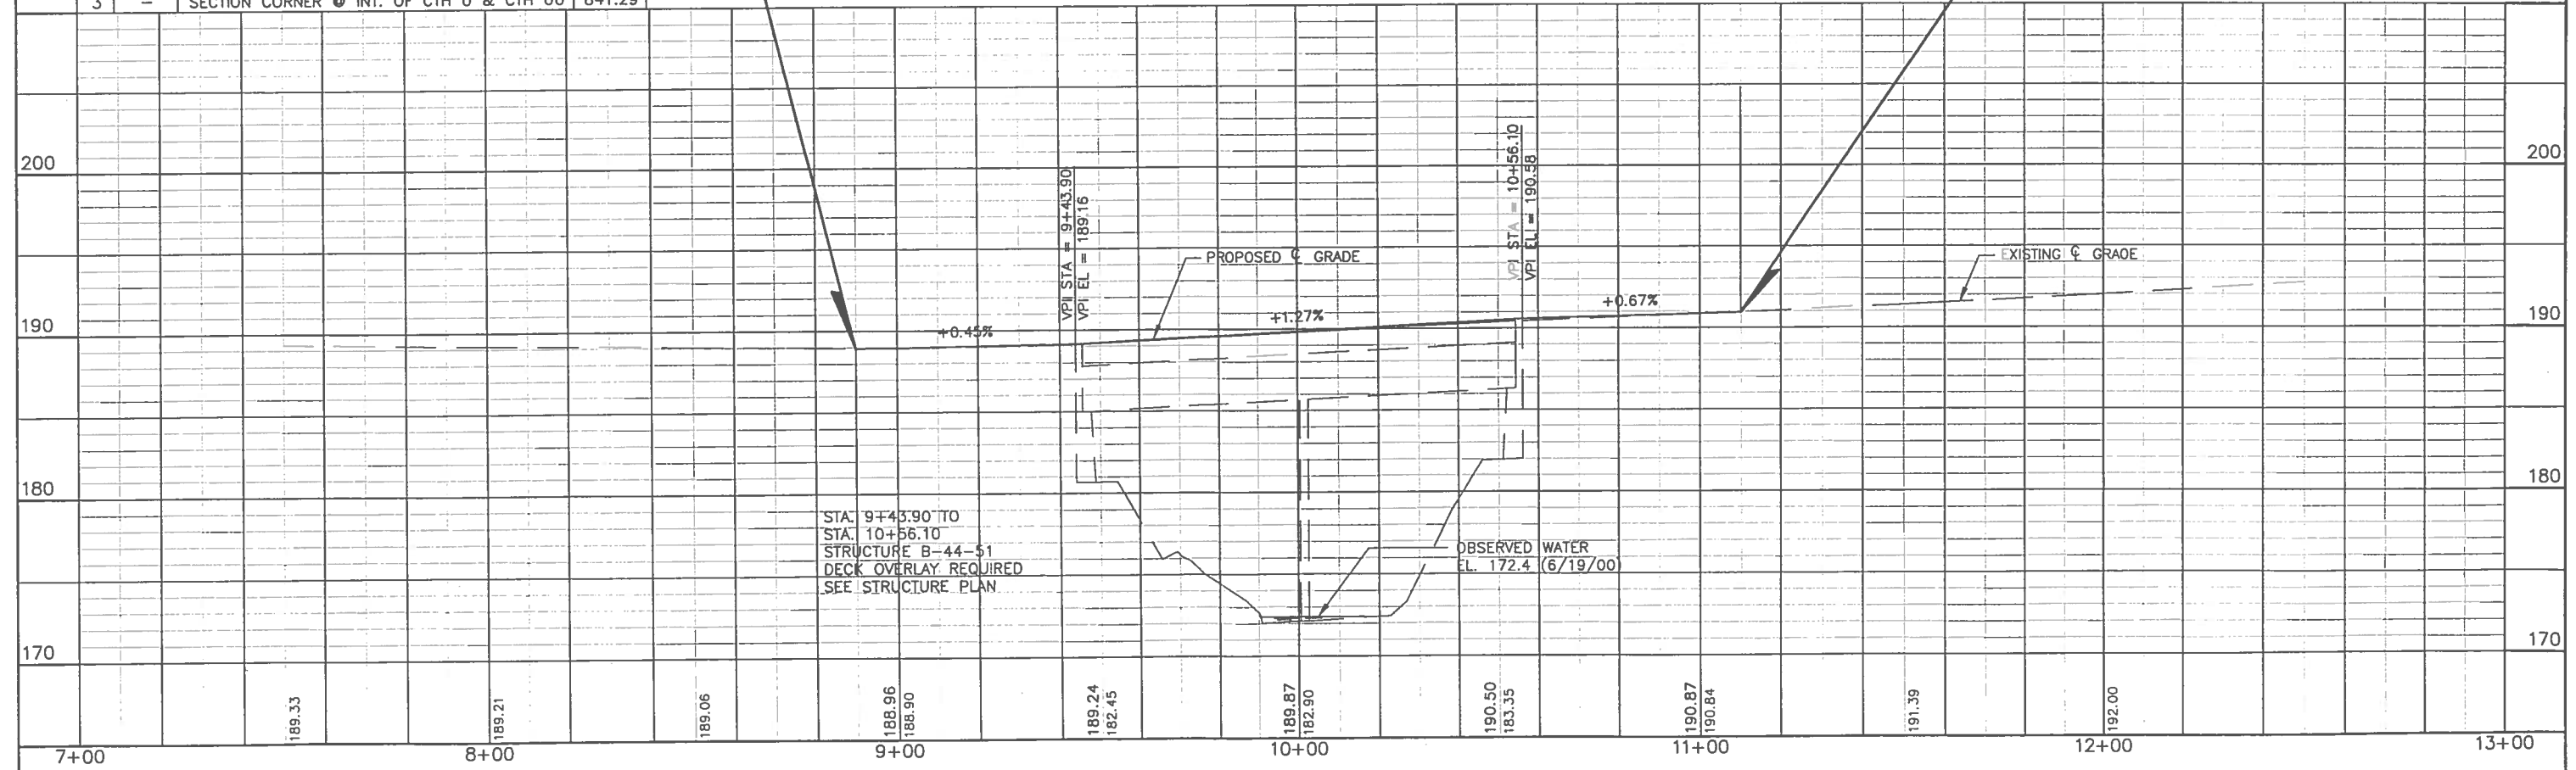 3 - SECTION CORNER @ INT. OF CTH O & CTH OO 841.29
200
200
VPI STA = 9+43.90
VPI EL = 189.16
VPI STA = 10+56.10
VPI EL = 190.58
PROPOSED ℄ GRADE
EXISTING ℄ GRADE
+0.45%
+1.27%
+0.67%
190
190
180
180
STA. 9+43.90 TO
STA. 10+56.10
STRUCTURE B-44-51
DECK OVERLAY REQUIRED
SEE STRUCTURE PLAN
OBSERVED WATER
EL. 172.4 (6/19/00)
170
170
189.33
189.21
189.06
188.96
188.90
189.24
182.45
189.87
182.90
190.50
183.35
190.87
190.84
191.39
192.00
7+00
8+00
9+00
10+00
11+00
12+00
13+00